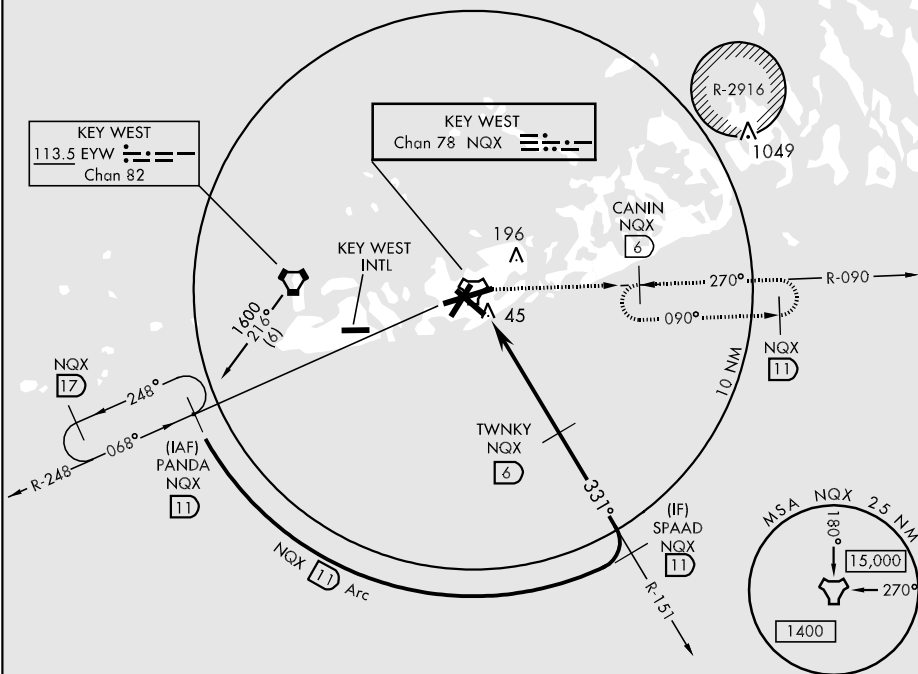 R-2916
1049
KEY WEST
113.5 EYW
Chan 82
KEY WEST
Chan 78 NQX
CANIN
NQX
6
196
KEY WEST
INTL
45
270°
R-090
090°
NQX
11
1600
216°
(6)
NQX
17
248°
068°
R-248
(IAF)
PANDA
NQX
11
10 NM
TWNKY
NQX
6
331°
(IF)
SPAAD
NQX
11
R-151
NQX 11 Arc
MSA NQX 25 NM
180°
15,000
270°
1400